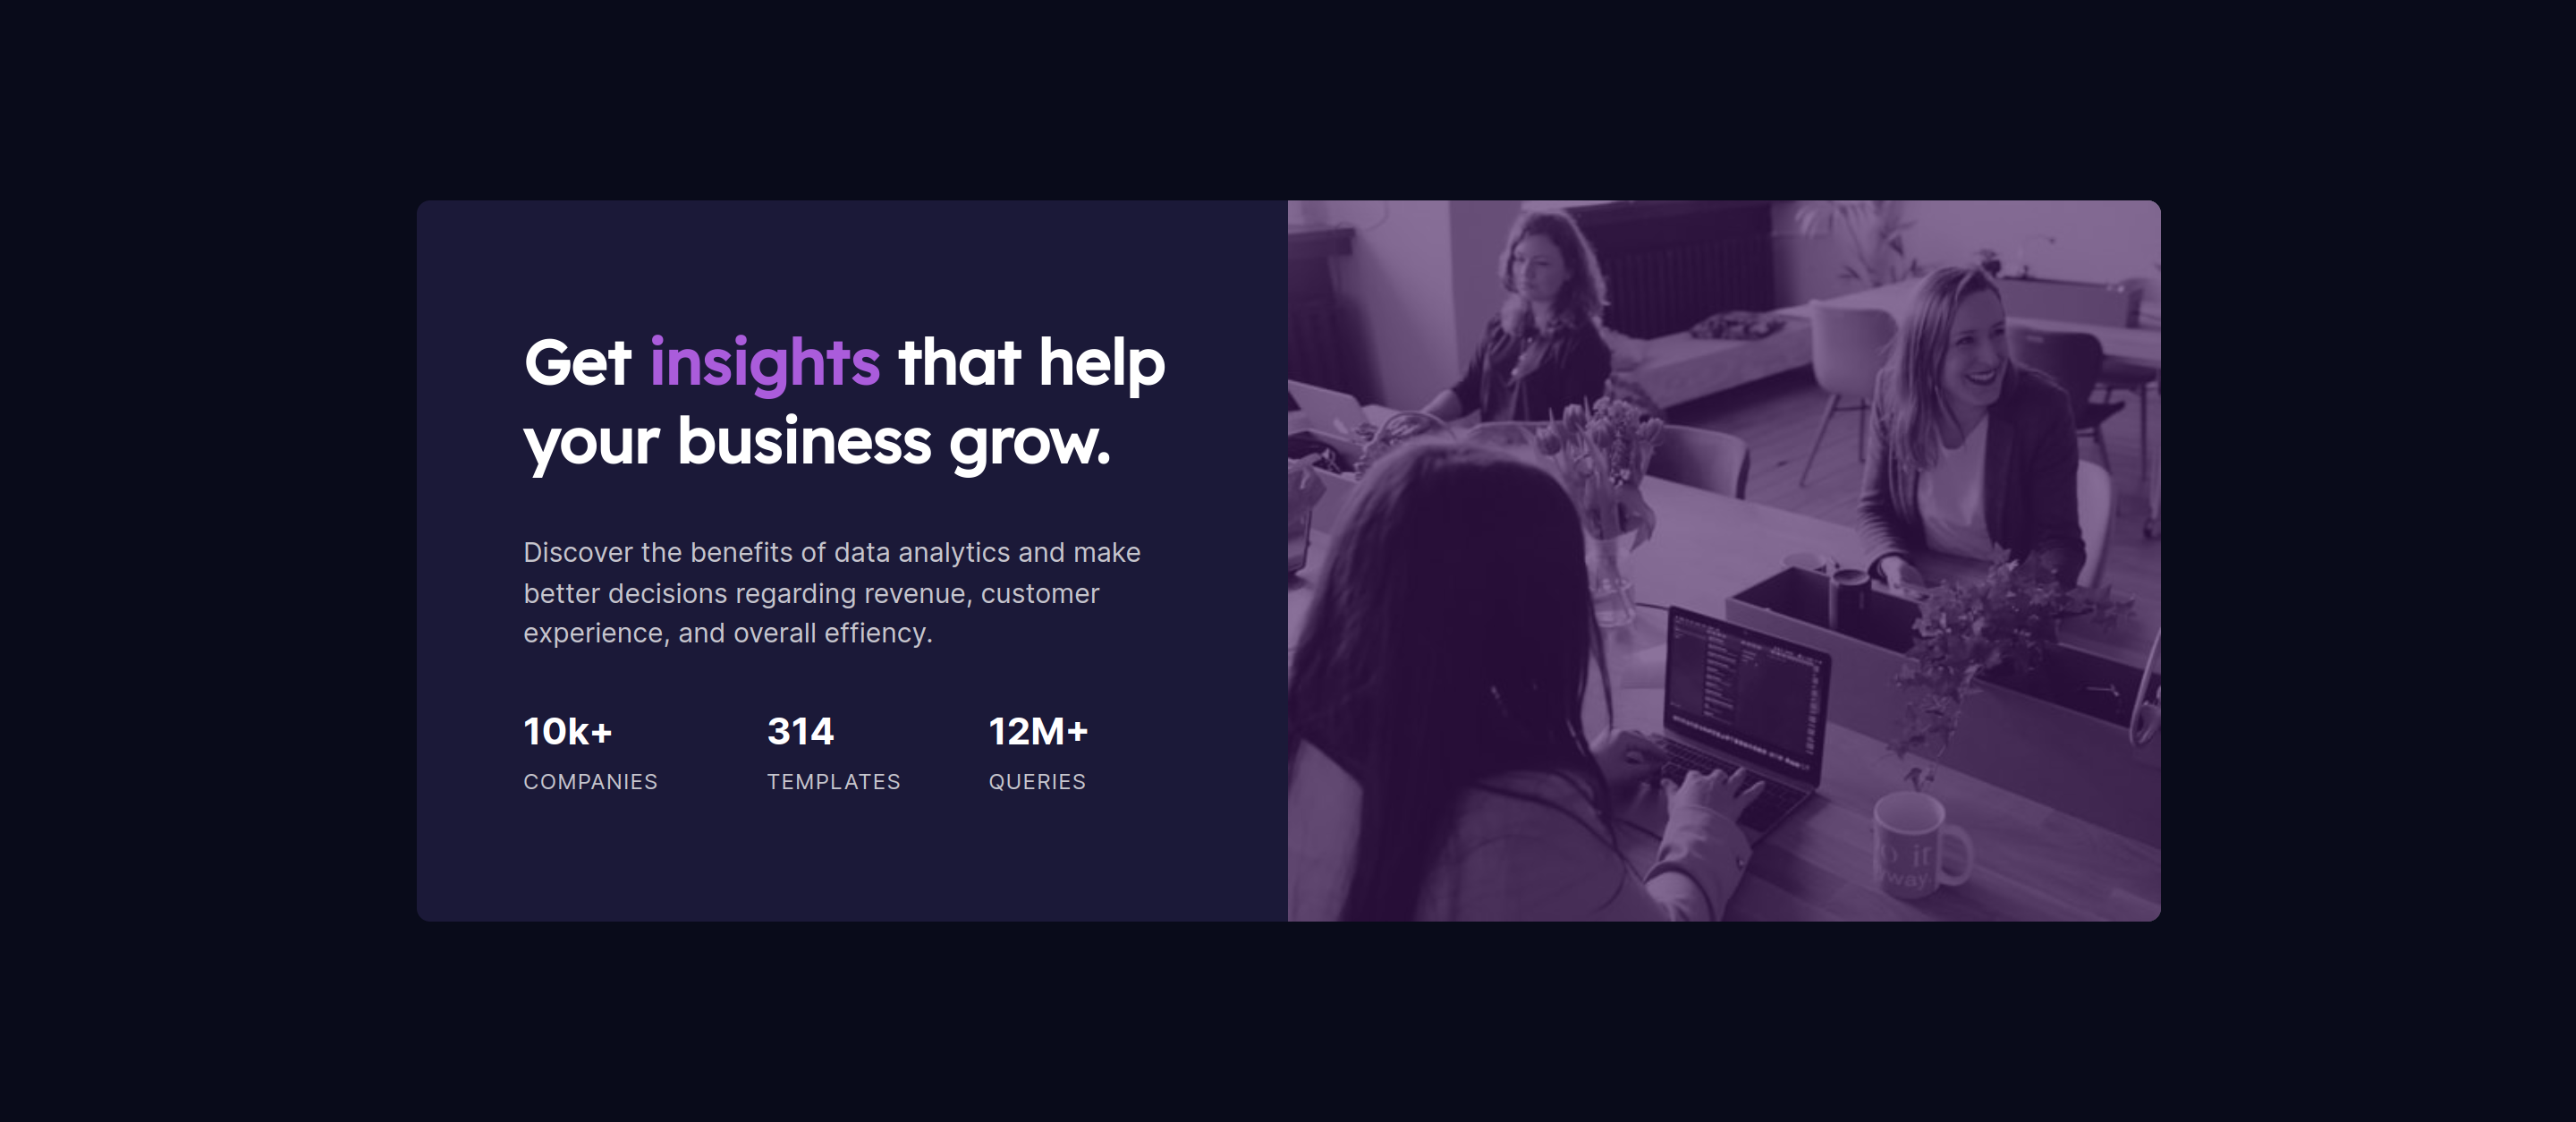 Get insights that help
your business grow.
Discover the benefits of data analytics and make
better decisions regarding revenue, customer
experience, and overall effiency.
10k+
314
12M+
COMPANIES
TEMPLATES
QUERIES
it